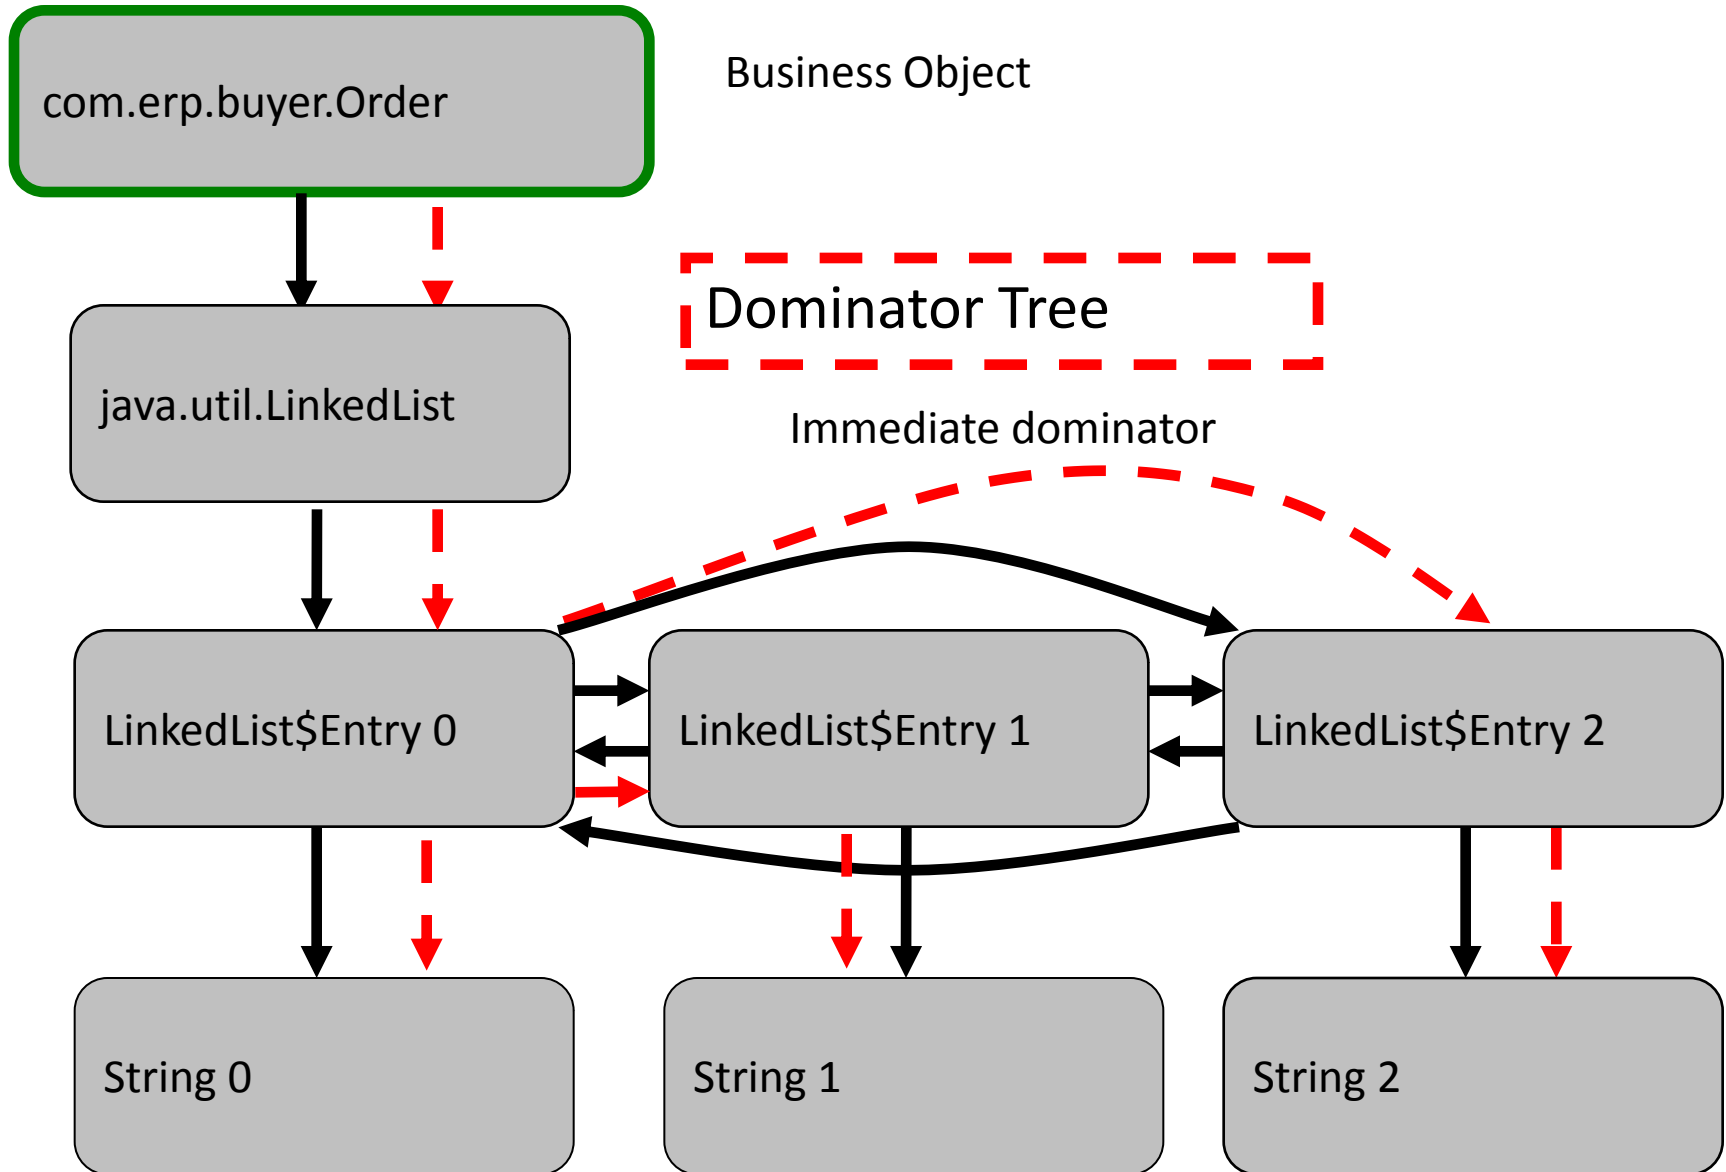 com.erp.buyer.Order
Business Object
Dominator Tree
java.util.LinkedList
Immediate dominator
LinkedList$Entry 0
LinkedList$Entry 1
LinkedList$Entry 2
String 0
String 1
String 2